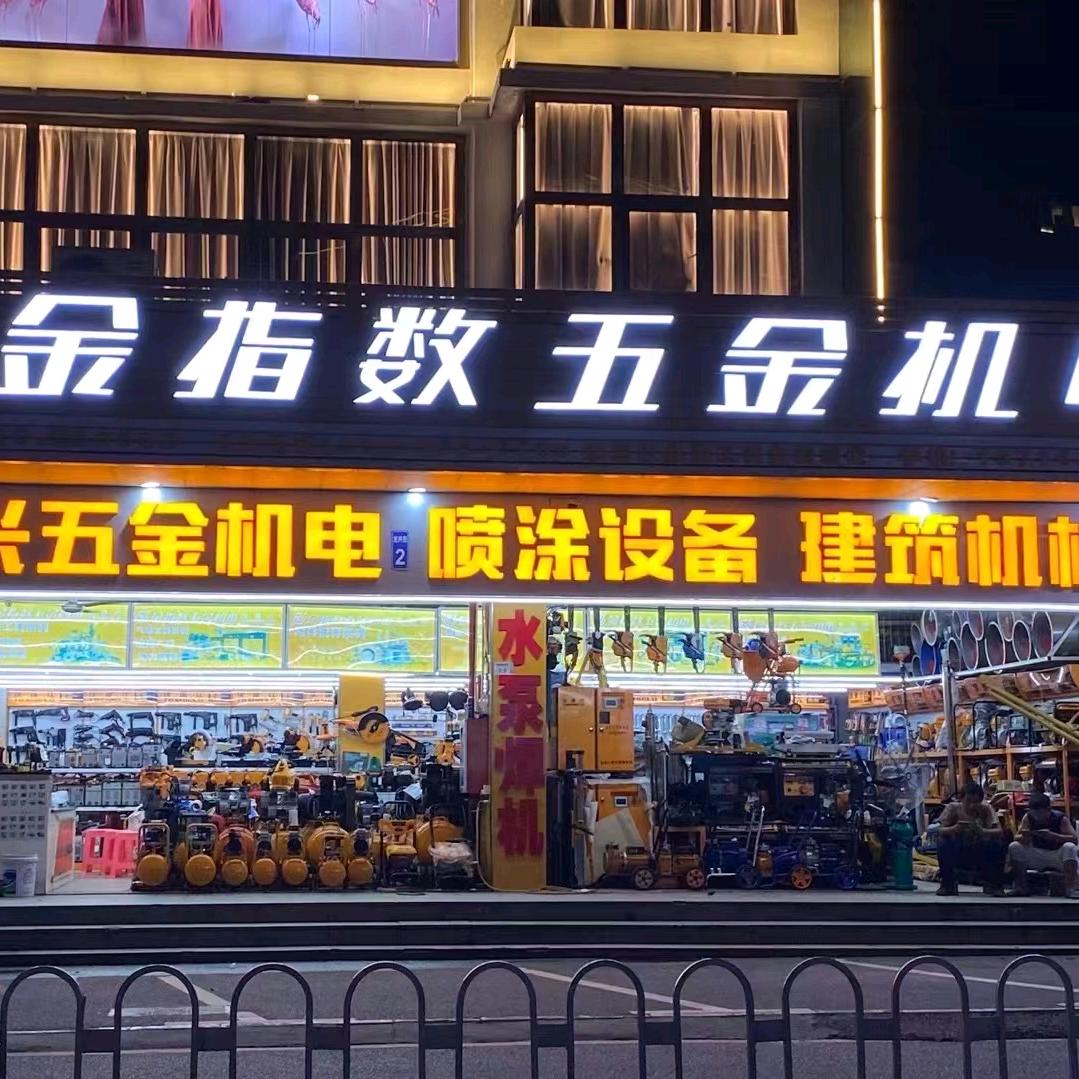 金指数五金机
五金机电 2 喷涂设备 建筑机械
水泵焊机